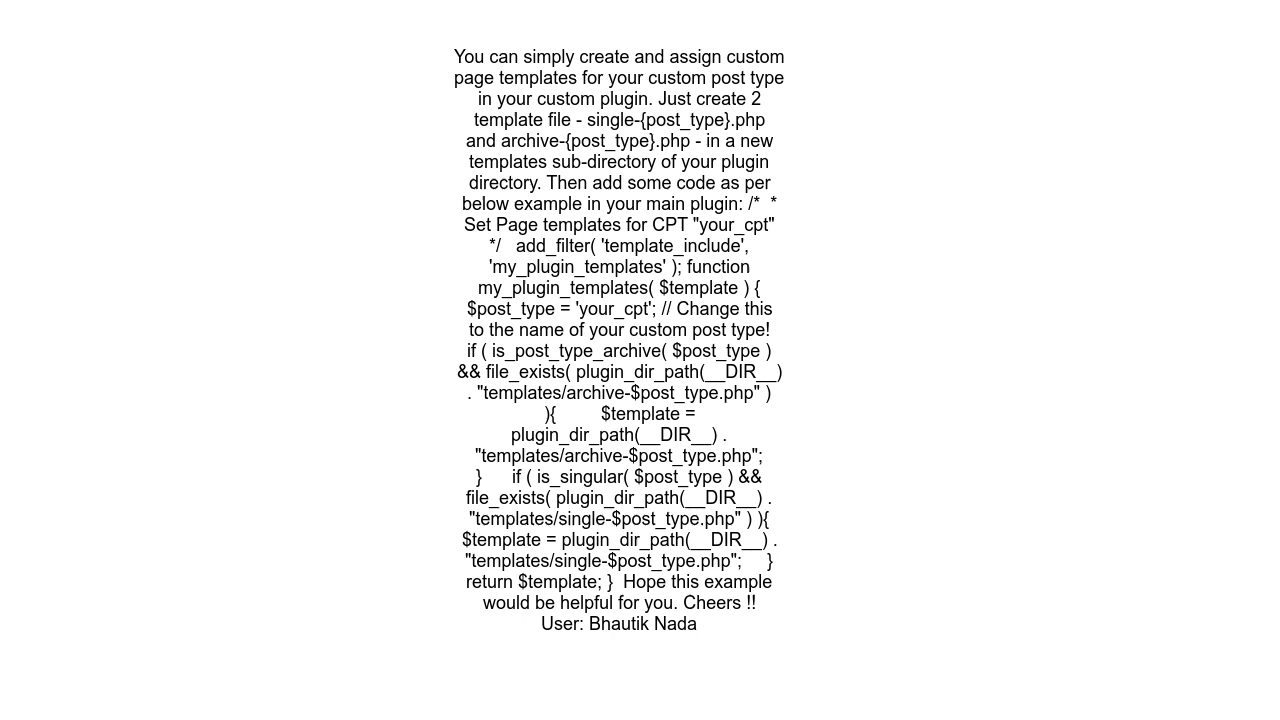 You can simply create and assign custom
page templates for your custom post type
in your custom plugin. Just create 2
template file - single-{post_type}.php
and archive-{post_type}.php - in a new
templates sub-directory of your plugin
directory. Then add some code as per
below example in your main plugin: /*  *
Set Page templates for CPT "your_cpt"
*/   add_filter( 'template_include',
'my_plugin_templates' ); function
my_plugin_templates( $template ) {
$post_type = 'your_cpt'; // Change this
to the name of your custom post type!
if ( is_post_type_archive( $post_type )
&& file_exists( plugin_dir_path(__DIR__)
. "templates/archive-$post_type.php" )
){         $template =
plugin_dir_path(__DIR__) .
"templates/archive-$post_type.php";
}      if ( is_singular( $post_type ) &&
file_exists( plugin_dir_path(__DIR__) .
"templates/single-$post_type.php" ) ){
$template = plugin_dir_path(__DIR__) .
"templates/single-$post_type.php";     }
return $template; }  Hope this example
would be helpful for you. Cheers !!
User: Bhautik Nada